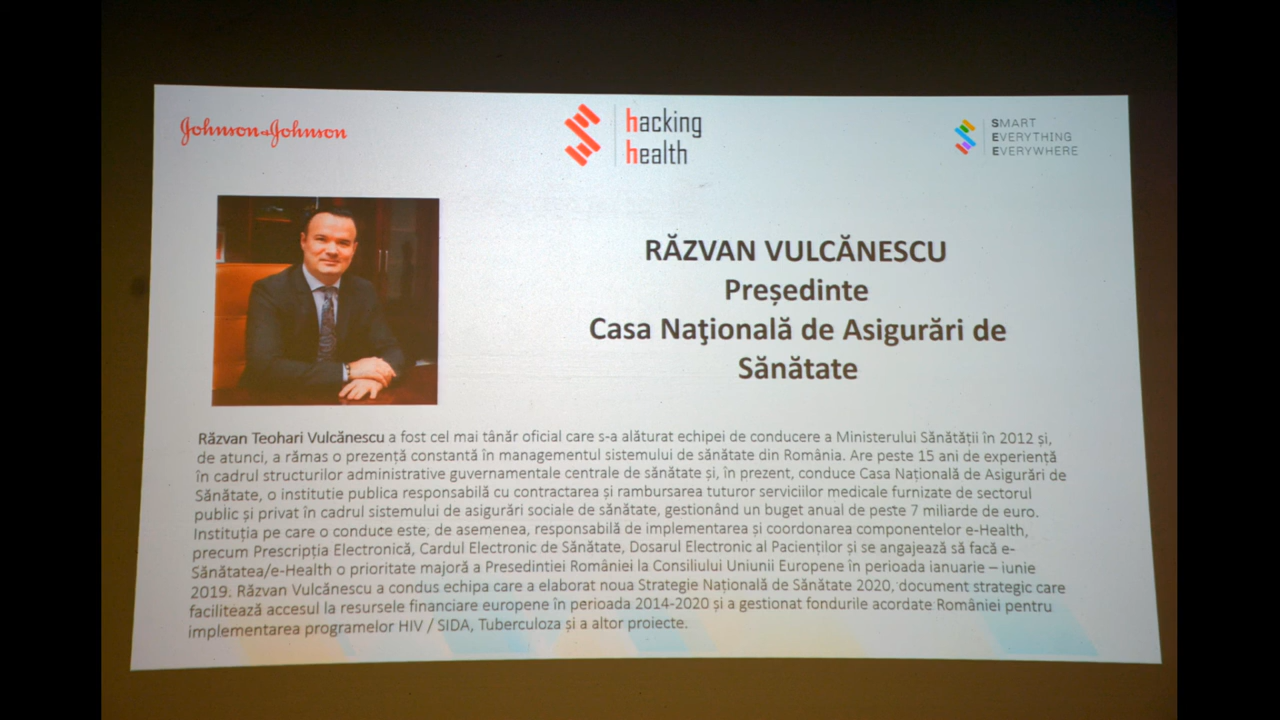 Johnson & Johnson
hacking
health
SMART
EVERYTHING
EVERYWHERE
RĂZVAN VULCĂNESCU
Președinte
Casa Naţională de Asigurări de
Sănătate
Răzvan Teohari Vulcănescu a fost cel mai tânăr oficial care s-a alăturat echipei de conducere a Ministerului Sănătății în 2012 și,
de atunci, a rămas o prezență constantă în managementul sistemului de sănătate din România. Are peste 15 ani de experiență
în cadrul structurilor administrative guvernamentale centrale de sănătate și, în prezent, conduce Casa Națională de Asigurări de
Sănătate, o institutie publica responsabilă cu contractarea și rambursarea tuturor serviciilor medicale furnizate de sectorul
public și privat în cadrul sistemului de asigurări sociale de sănătate, gestionând un buget anual de peste 7 miliarde de euro.
Instituția pe care o conduce este, de asemenea, responsabilă de implementarea și coordonarea componentelor e-Health,
precum Prescripția Electronică, Cardul Electronic de Sănătate, Dosarul Electronic al Pacienților și se angajează să facă e-
Sănătatea/e-Health o prioritate majoră a Presedintiei României la Consiliului Uniunii Europene în perioada ianuarie – iunie
2019. Răzvan Vulcănescu a condus echipa care a elaborat noua Strategie Națională de Sănătate 2020, document strategic care
facilitează accesul la resursele financiare europene în perioada 2014-2020 și a gestionat fondurile acordate României pentru
implementarea programelor HIV / SIDA, Tuberculoza și a altor proiecte.